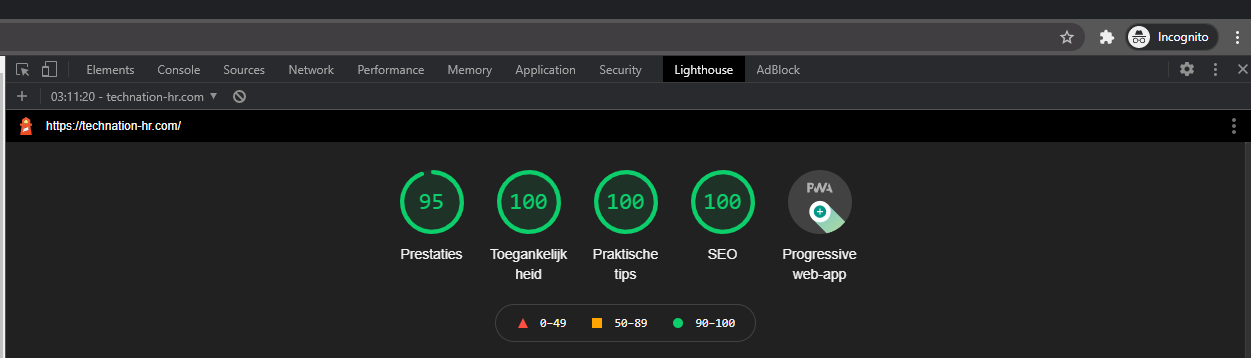 Incognito
Elements Console Sources Network Performance Memory Application Security Lighthouse AdBlock
03:11:20 - technation-hr.com
https://technation-hr.com/
95 100 100 100 PWA
Prestaties Toegankelijk Praktische SEO Progressive
heid tips web-app
0–49 50–89 90–100